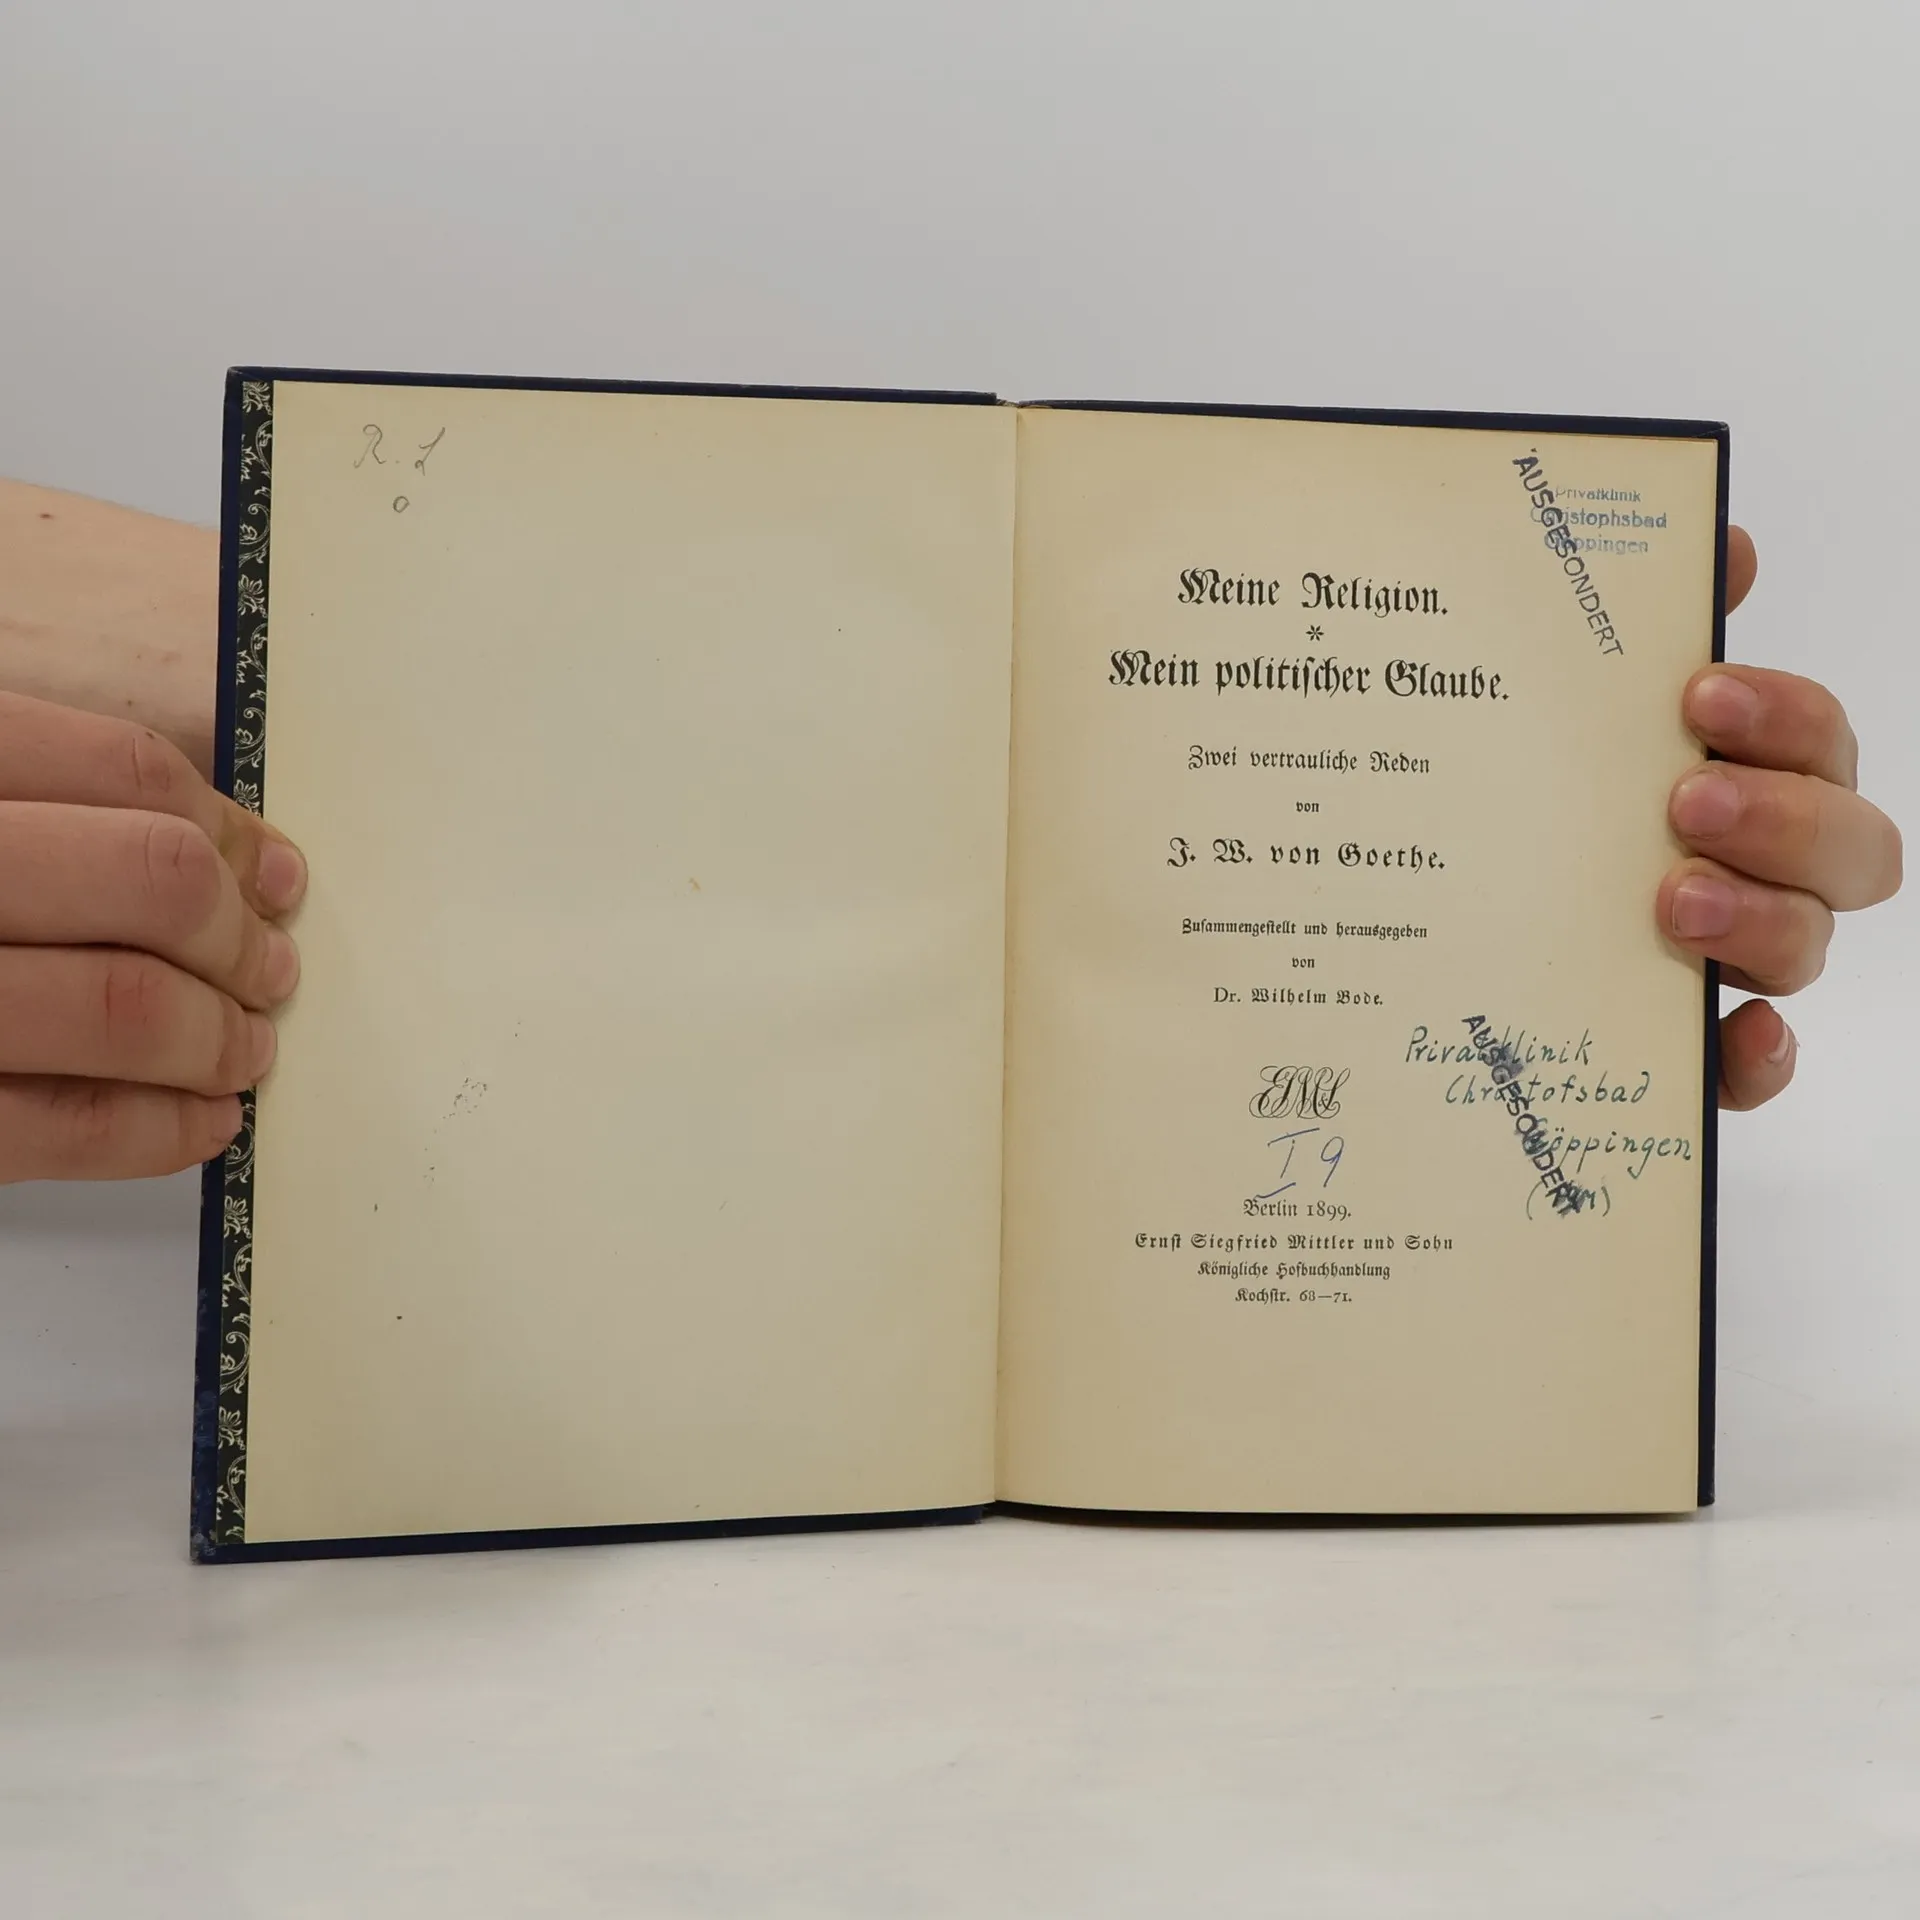 R. L
Privatklinik
Christophsbad
Göppingen
AUSGESONDERT
Meine Religion.
*
Mein politiſcher Glaube.
Zwei vertrauliche Reden
von
J. W. von Goethe.
Zuſammengeſtellt und herausgegeben
von
Dr. Wilhelm Bode.
Privatklinik
Christofsbad
Göppingen
AUSGESONDERT
I 9
Berlin 1899.
Ernſt Siegfried Mittler und Sohn
Königliche Hofbuchhandlung
Kochſtr. 68—71.